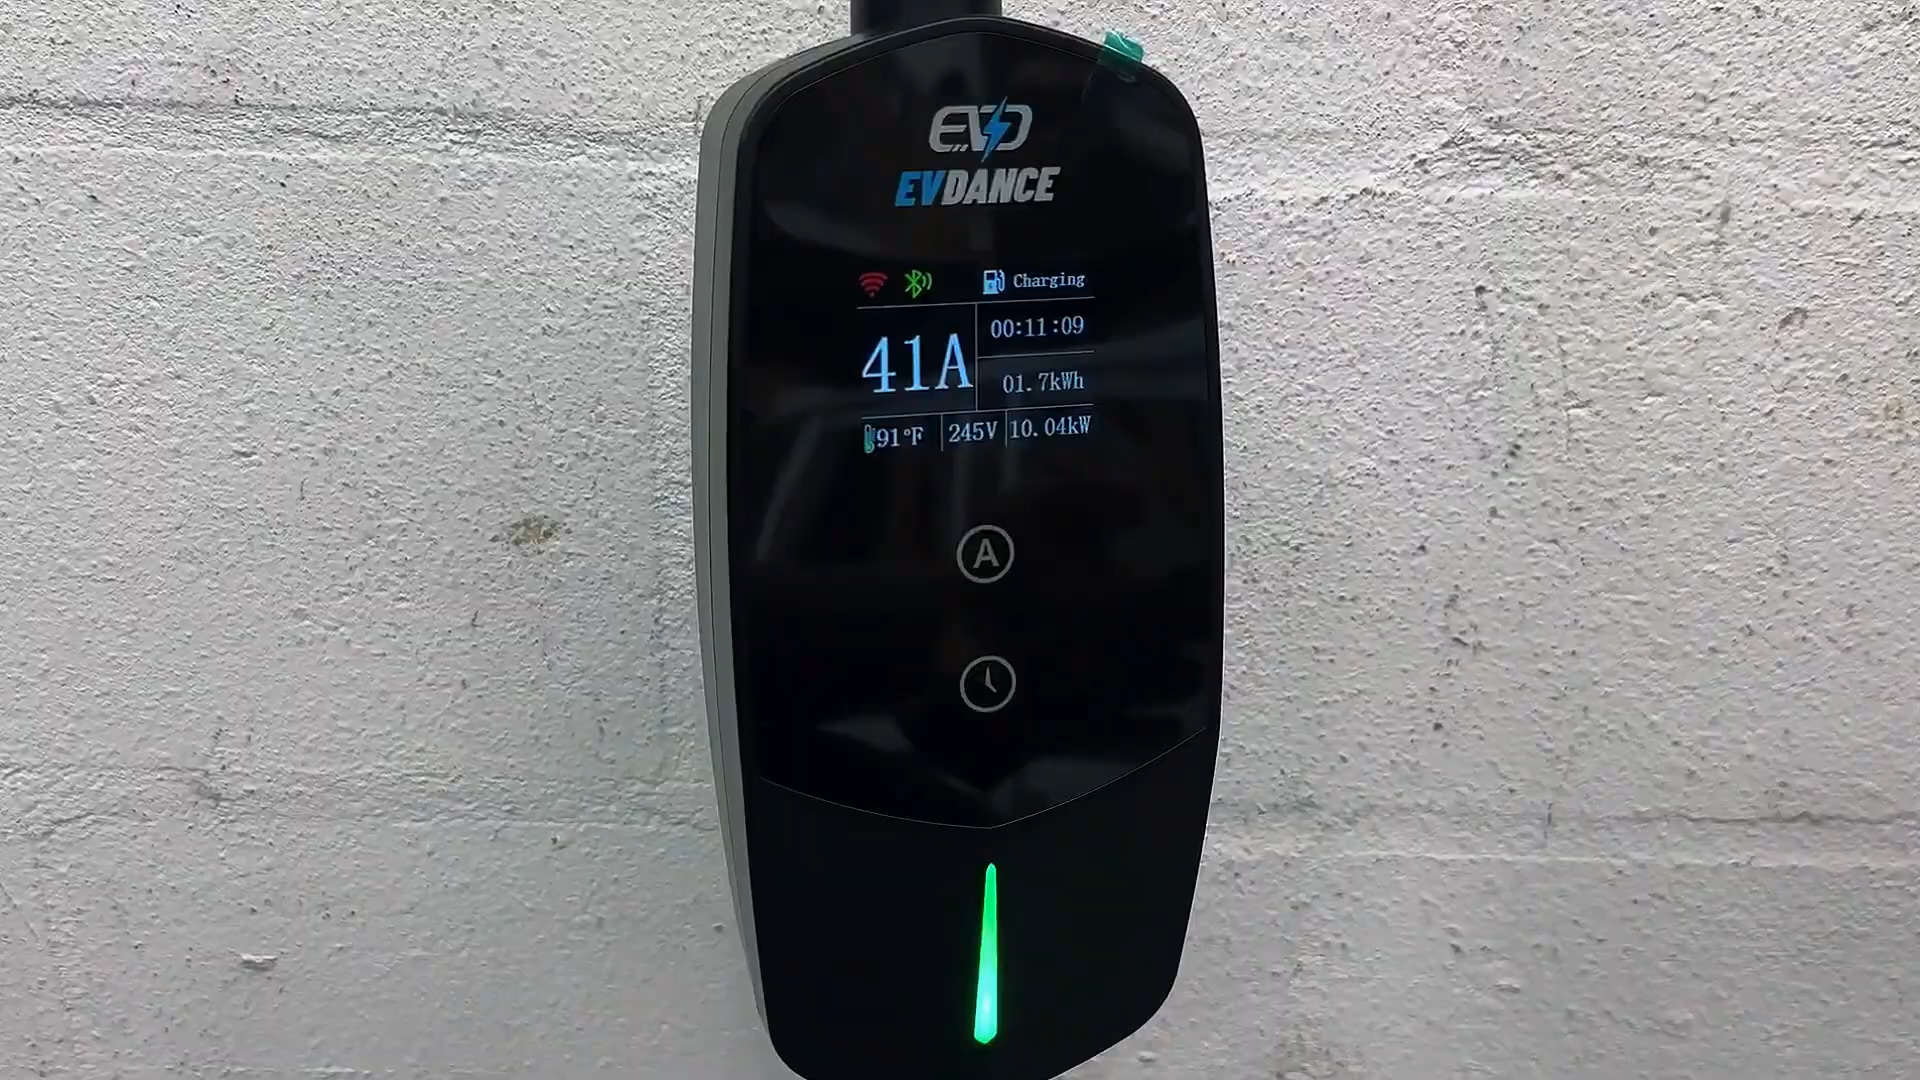 EVD
EVDANCE
Charging
41A
00:11:09
01.7kWh
91°F
245V
10.04kW
A